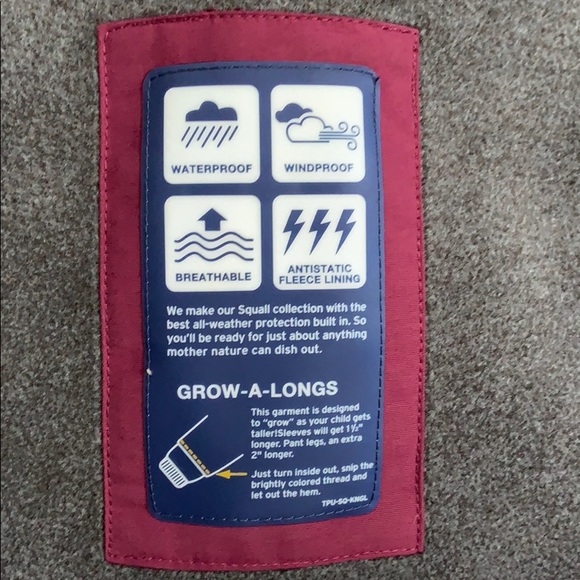 WATERPROOF
WINDPROOF
BREATHABLE
ANTISTATIC
FLEECE LINING
We make our Squall collection with the
best all-weather protection built in. So
you'll be ready for just about anything
mother nature can dish out.
GROW-A-LONGS
This garment is designed
to "grow" as your child gets
taller!Sleeves will get 1½"
longer. Pant legs, an extra
2" longer.
Just turn inside out, snip the
brightly colored thread and
let out the hem.
TPU-SQ-KNGL